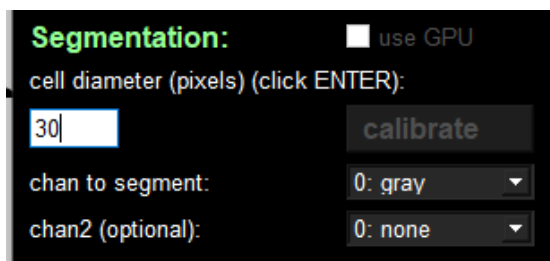 Segmentation: use GPU
cell diameter (pixels) (click ENTER):
30 calibrate
chan to segment: 0: gray
chan2 (optional): 0: none